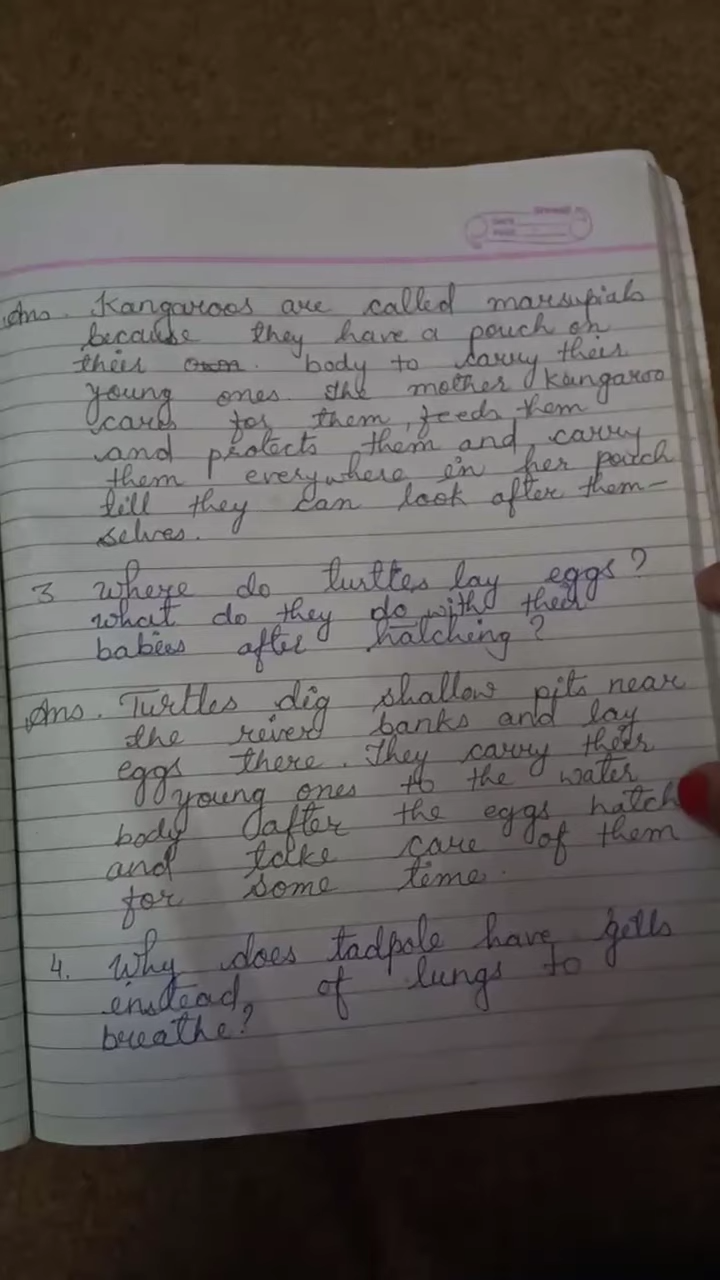 Ans. Kangaroos are called marsupials
because they have a pouch on
their body to carry their
young ones. The mother Kangaroo
cares for them, feeds them
and protects them and carry
them everywhere in her pouch
till they can look after them-
selves.
3 Where do turtles lay eggs?
what do they do with their
babies after hatching?
Ans. Turtles dig shallow pits near
the river banks and lay
eggs there. They carry their
young ones to the water
body after the eggs hatch
and take care of them
for some time.
4. Why does tadpole have gills
instead of lungs to
breathe?